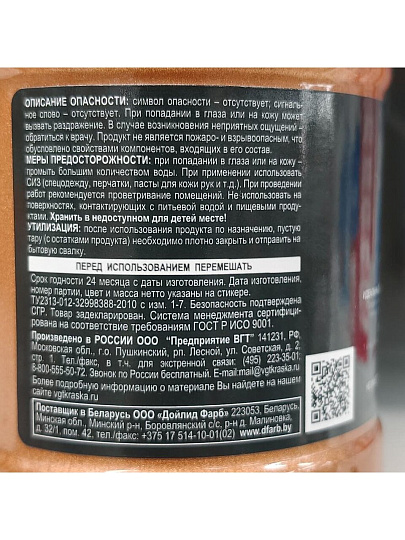 ОПИСАНИЕ ОПАСНОСТИ: символ опасности – отсутствует; сигналь-
ное слово – отсутствует. При попадании в глаза или на кожу может
вызвать раздражение. В случае возникновения неприятных ощущений –
обратиться к врачу. Продукт не является пожаро- и взрывоопасным, что
обусловлено свойствами компонентов, входящих в его состав.
МЕРЫ ПРЕДОСТОРОЖНОСТИ: при попадании в глаза или на кожу –
промыть большим количеством воды. При применении использовать
СИЗ (спецодежду, перчатки, пасты для кожи рук и т.д.). При проведении
работ рекомендуется проветривание помещений. Не использовать на
поверхностях, контактирующих с питьевой водой и пищевыми проду-
ктами. Хранить в недоступном для детей месте!
УТИЛИЗАЦИЯ: после использования продукта по назначению, пустую
тару (с остатками продукта) необходимо плотно закрыть и отправить на
бытовую свалку.
ПЕРЕД ИСПОЛЬЗОВАНИЕМ ПЕРЕМЕШАТЬ
Срок годности 24 месяца с даты изготовления. Дата изготовления,
номер партии, цвет и масса нетто указаны на стикере.
ТУ2313-012-32998388-2010 с изм. 1-7. Безопасность подтверждена
СГР. Товар задекларирован. Система менеджмента сертифициро-
вана на соответствие требованиям ГОСТ Р ИСО 9001.
Произведено в РОССИИ ООО "Предприятие ВГТ" 141231, РФ,
Московская обл., г.о. Пушкинский, рп. Лесной, ул. Советская, д. 2,
стр. 1. Тел./факс, в т.ч. для звонков из-за рубежа: (495) 223-35-01;
8-800-555-50-72. Звонок по России бесплатный. E-mail:mail@vgtkraska.ru
Более подробную информацию о материале Вы найдете на нашем
сайте vgtkraska.ru
Поставщик в Беларусь ООО «Дойлид Фарб» 223053, Беларусь,
Минская обл., Минский р-н, Боровлянский с/с, р-н д. Малиновка,
д. 32/1, пом. 42. тел./факс: +375 17 514-10-01(02) www.dfarb.by